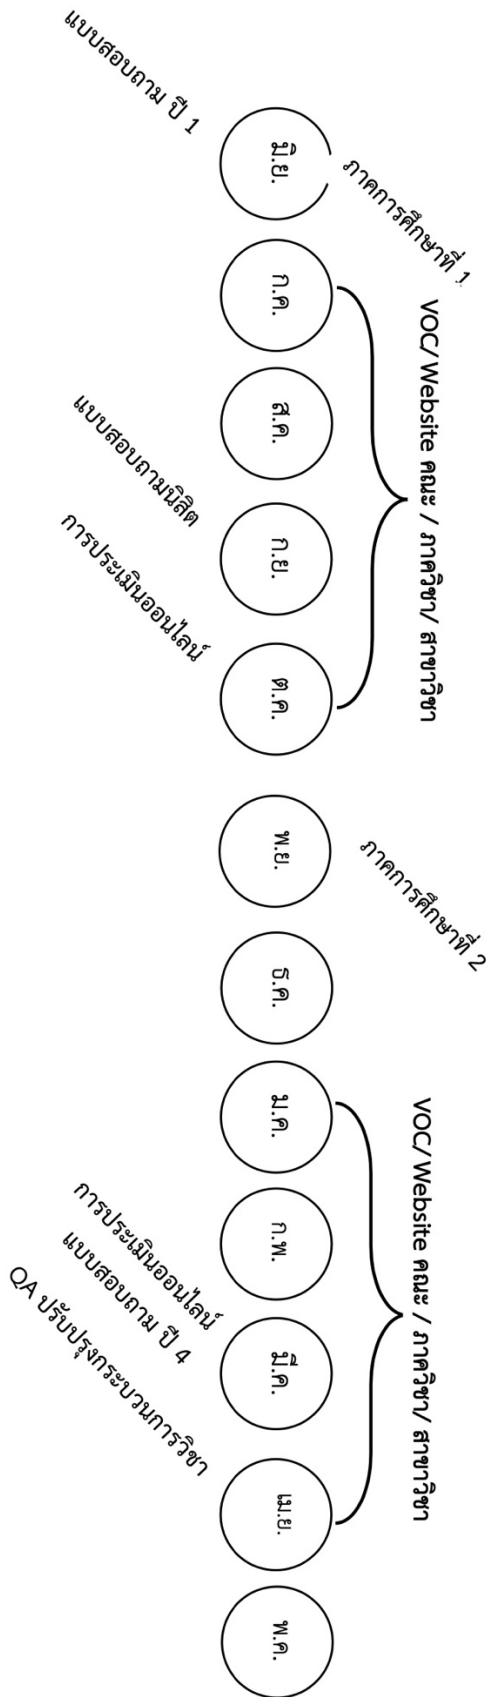 ภาคการศึกษาที่ 1
VOC/ Website คณะ / ภาควิชา/ สาขาวิชา
ภาคการศึกษาที่ 2
VOC/ Website คณะ / ภาควิชา/ สาขาวิชา
มิ.ย.
ก.ค.
ส.ค.
ก.ย.
ต.ค.
พ.ย.
ธ.ค.
ม.ค.
ก.พ.
มี.ค.
เม.ย.
พ.ค.
แบบสอบถาม ปี 1
แบบสอบถามนิสิต
การประเมินออนไลน์
การประเมินออนไลน์
แบบสอบถาม ปี 4
QA ปรับปรุงกระบวนการวิชา